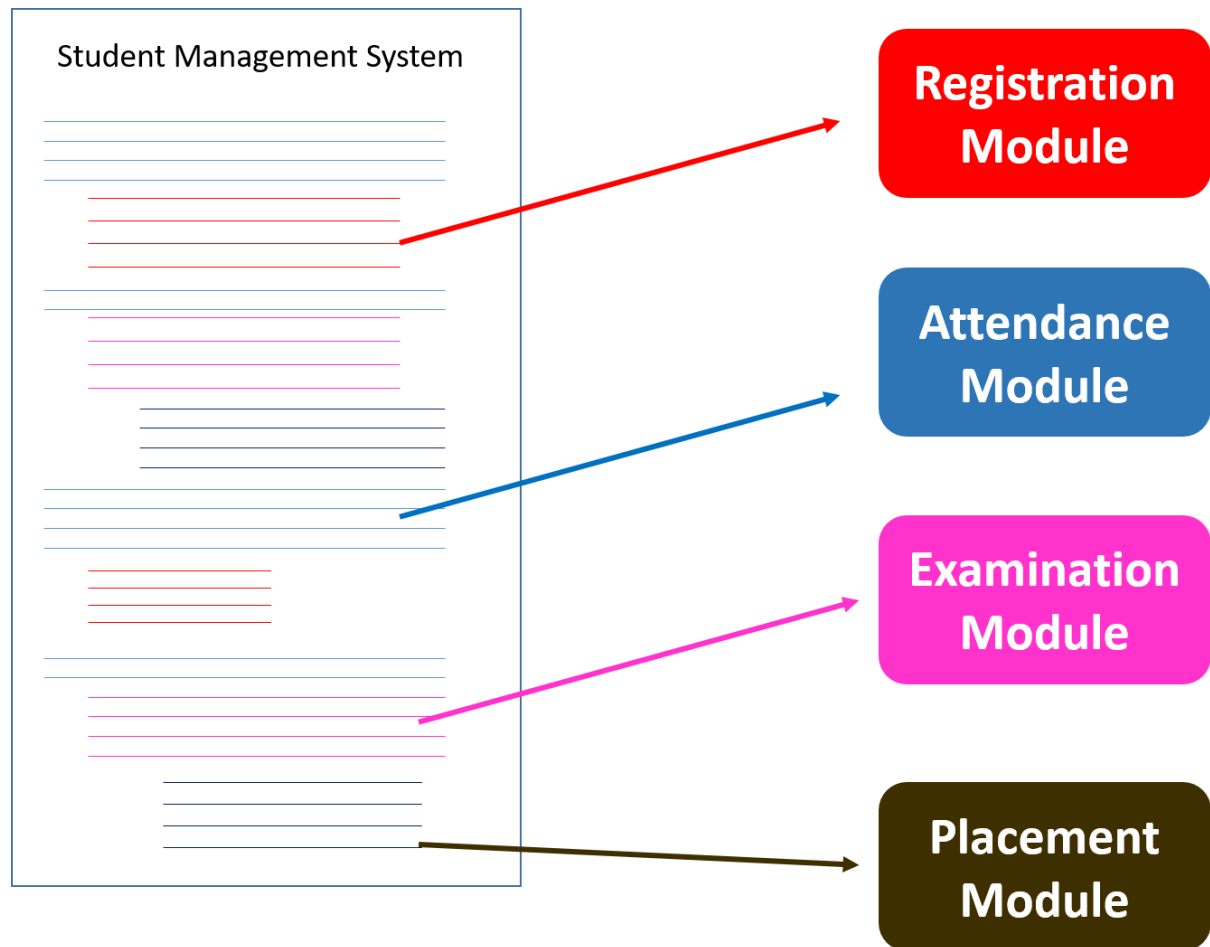 Student Management System
Registration
Module
Attendance
Module
Examination
Module
Placement
Module